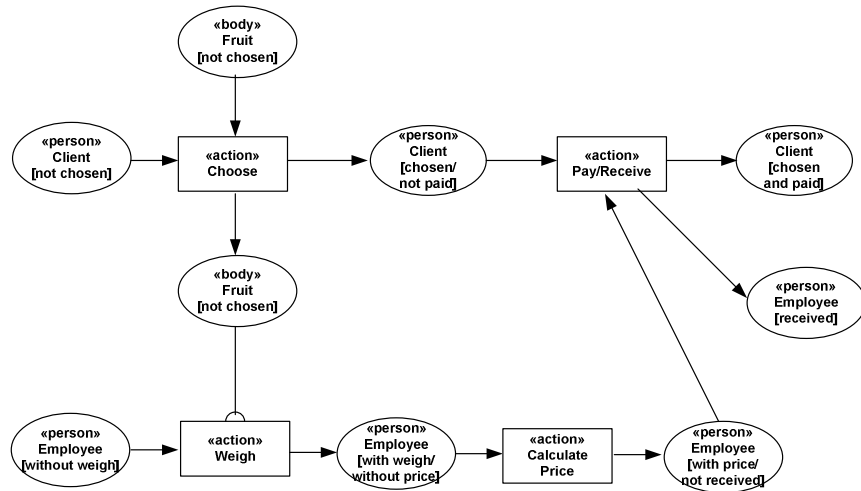 «body»
Fruit
[not chosen]
«person»
Client
[not chosen]
«action»
Choose
«person»
Client
[chosen/
not paid]
«action»
Pay/Receive
«person»
Client
[chosen
and paid]
«body»
Fruit
[not chosen]
«person»
Employee
[received]
«person»
Employee
[without weigh]
«action»
Weigh
«person»
Employee
[with weigh/
without price]
«action»
Calculate
Price
«person»
Employee
[with price/
not received]